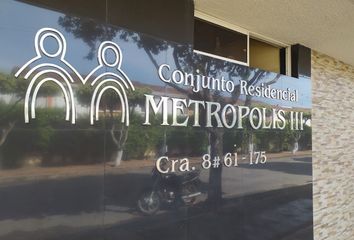 Conjunto Residencial
METROPOLIS III
Cra. 8# 61 - 175